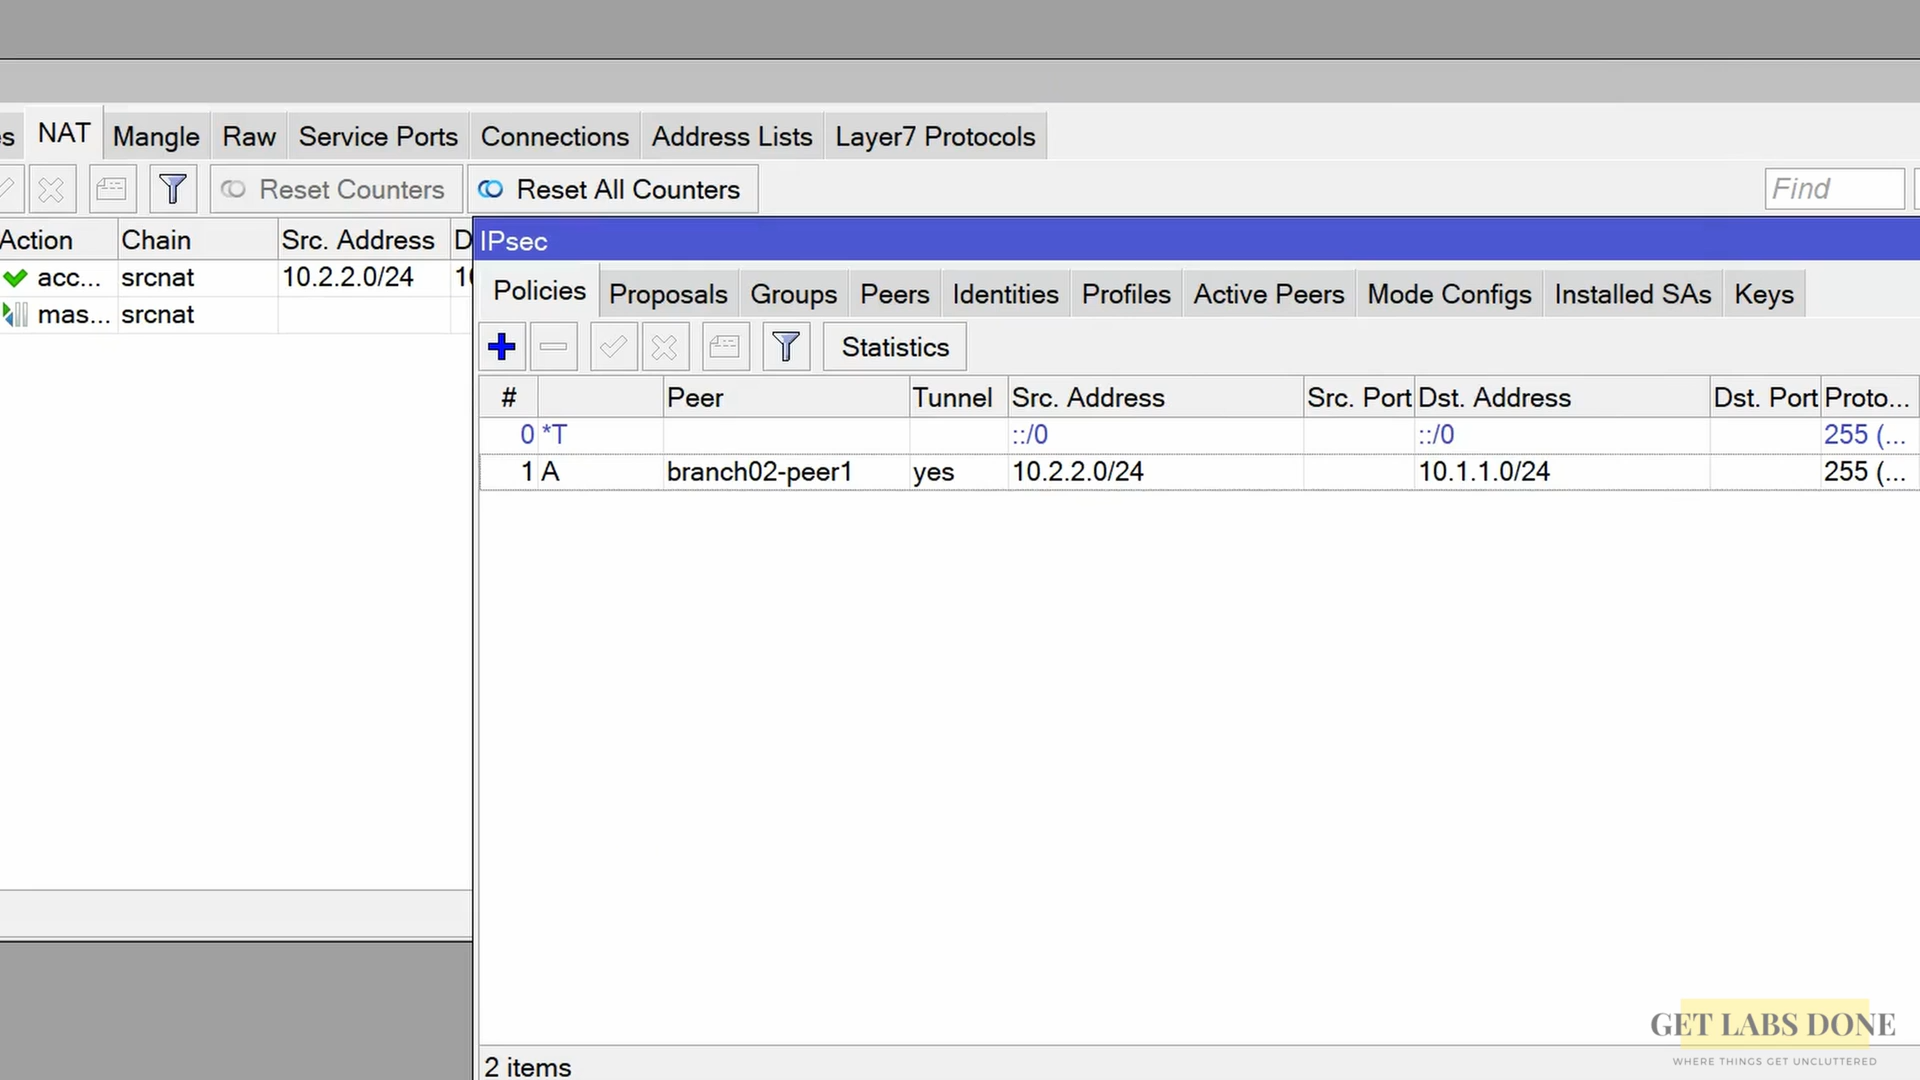 es NAT Mangle Raw Service Ports Connections Address Lists Layer7 Protocols
Reset Counters Reset All Counters Find
Action Chain Src. Address D
acc... srcnat 10.2.2.0/24 10
mas... srcnat
IPsec
Policies Proposals Groups Peers Identities Profiles Active Peers Mode Configs Installed SAs Keys
Statistics
# Peer Tunnel Src. Address Src. Port Dst. Address Dst. Port Proto...
0 *T ::/0 ::/0 255 (...
1 A branch02-peer1 yes 10.2.2.0/24 10.1.1.0/24 255 (...
2 items
GET LABS DONE
WHERE THINGS GET UNCLUTTERED